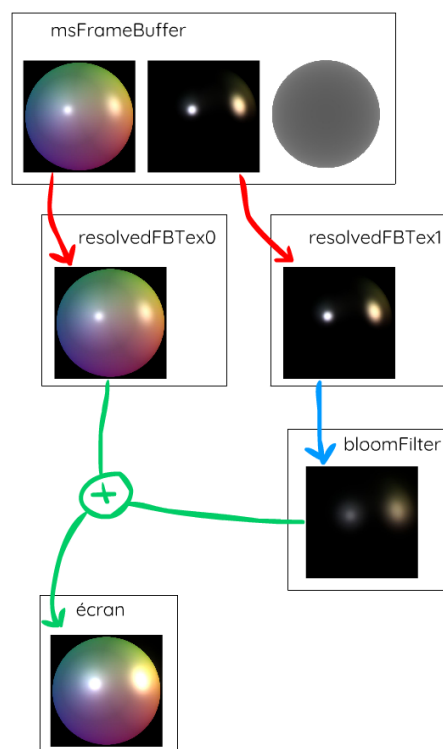 msFrameBuffer
resolvedFBTex0
resolvedFBTex1
bloomFilter
+
écran